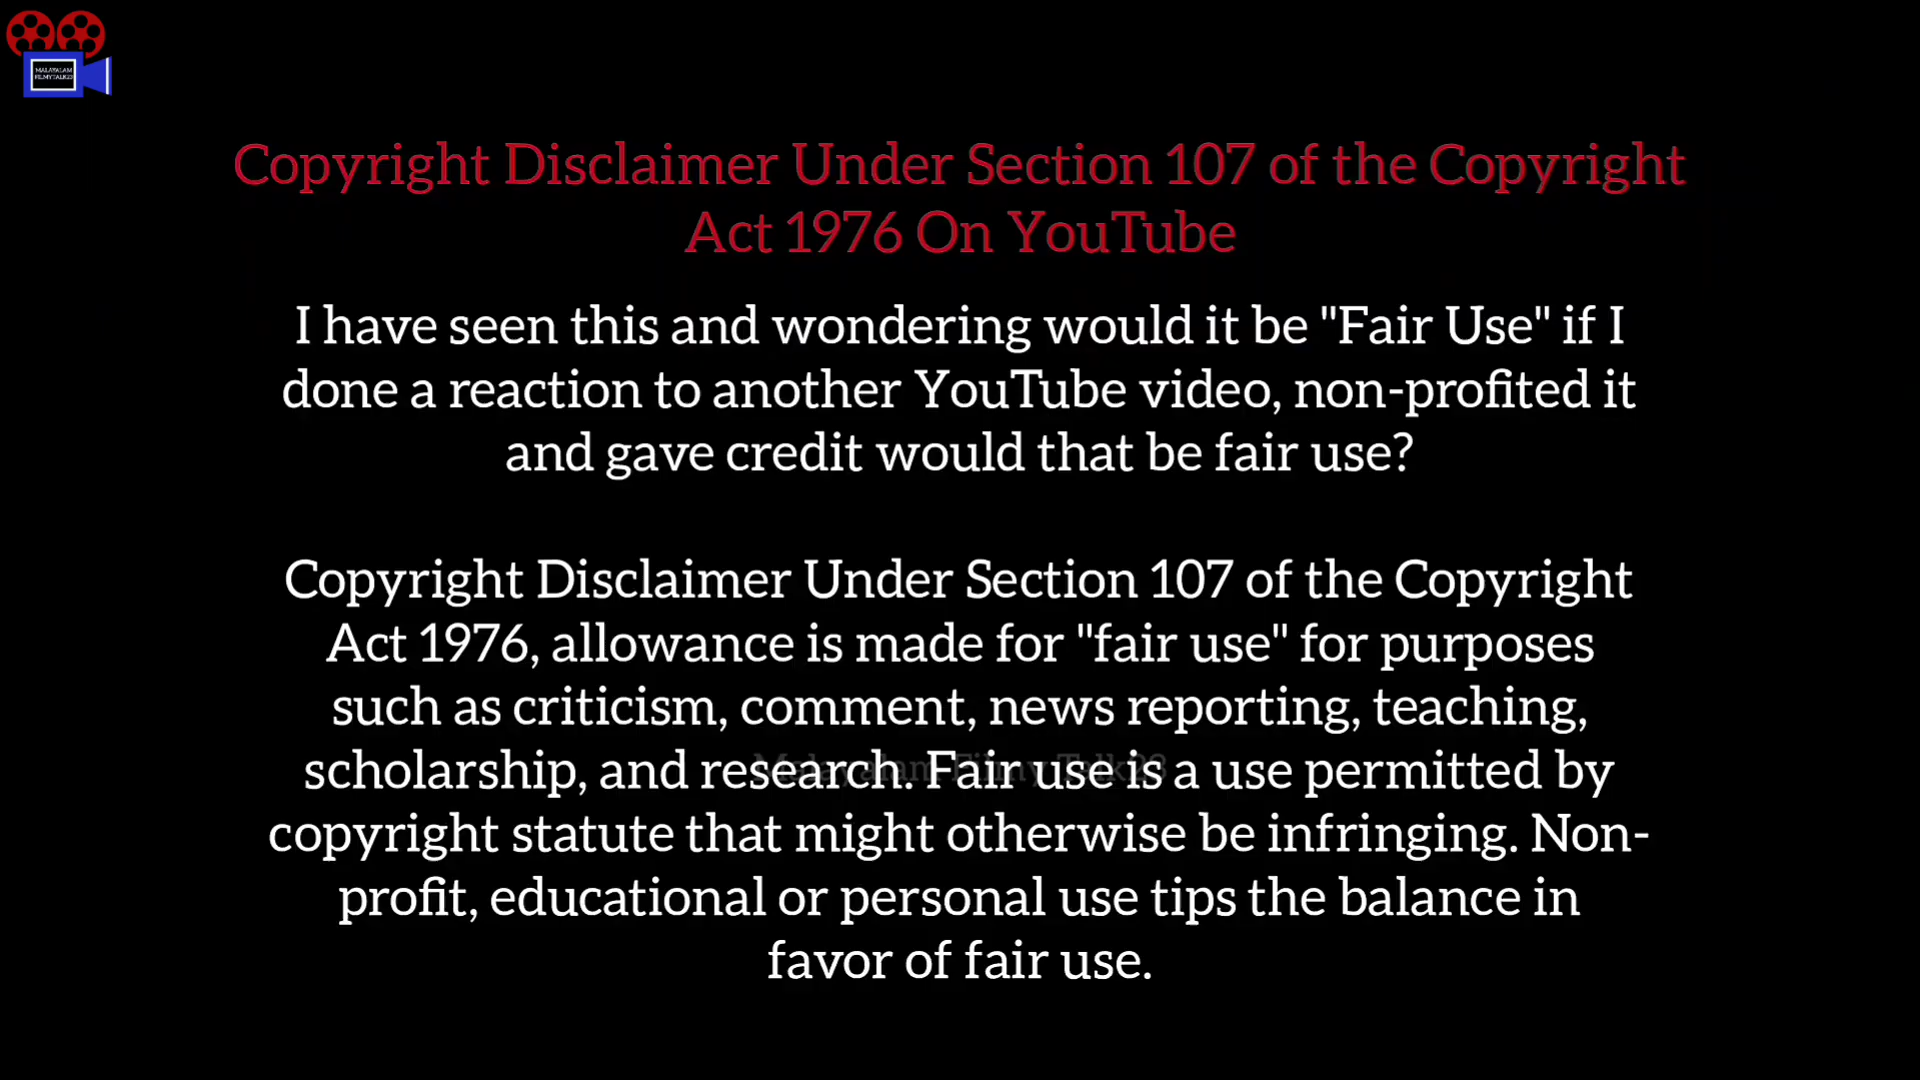 MALAYALAM
Copyright Disclaimer Under Section 107 of the Copyright
Act 1976 On YouTube
I have seen this and wondering would it be "Fair Use" if I
done a reaction to another YouTube video, non-profited it
and gave credit would that be fair use?
Copyright Disclaimer Under Section 107 of the Copyright
Act 1976, allowance is made for "fair use" for purposes
such as criticism, comment, news reporting, teaching,
scholarship, and research. Fair use is a use permitted by
Malayalam Filmy Talk23
copyright statute that might otherwise be infringing. Non-
profit, educational or personal use tips the balance in
favor of fair use.